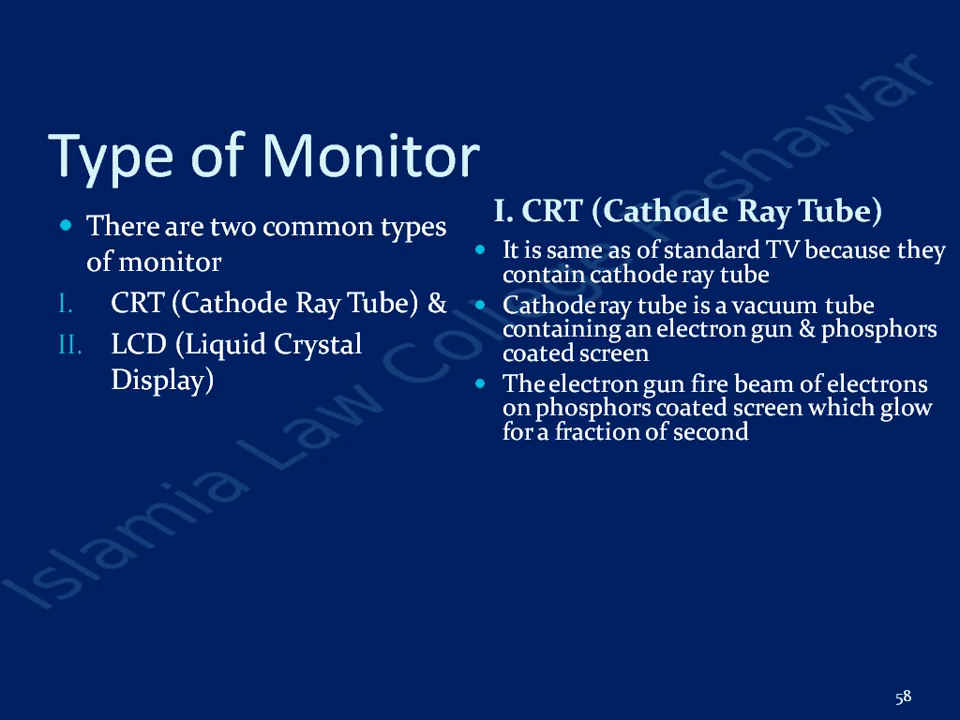 Type of Monitor
• There are two common types
of monitor
I. CRT (Cathode Ray Tube) &
II. LCD (Liquid Crystal
Display)
I. CRT (Cathode Ray Tube)
• It is same as of standard TV because they
contain cathode ray tube
• Cathode ray tube is a vacuum tube
containing an electron gun & phosphors
coated screen
• The electron gun fire beam of electrons
on phosphors coated screen which glow
for a fraction of second
Islamia Law College Peshawar
58